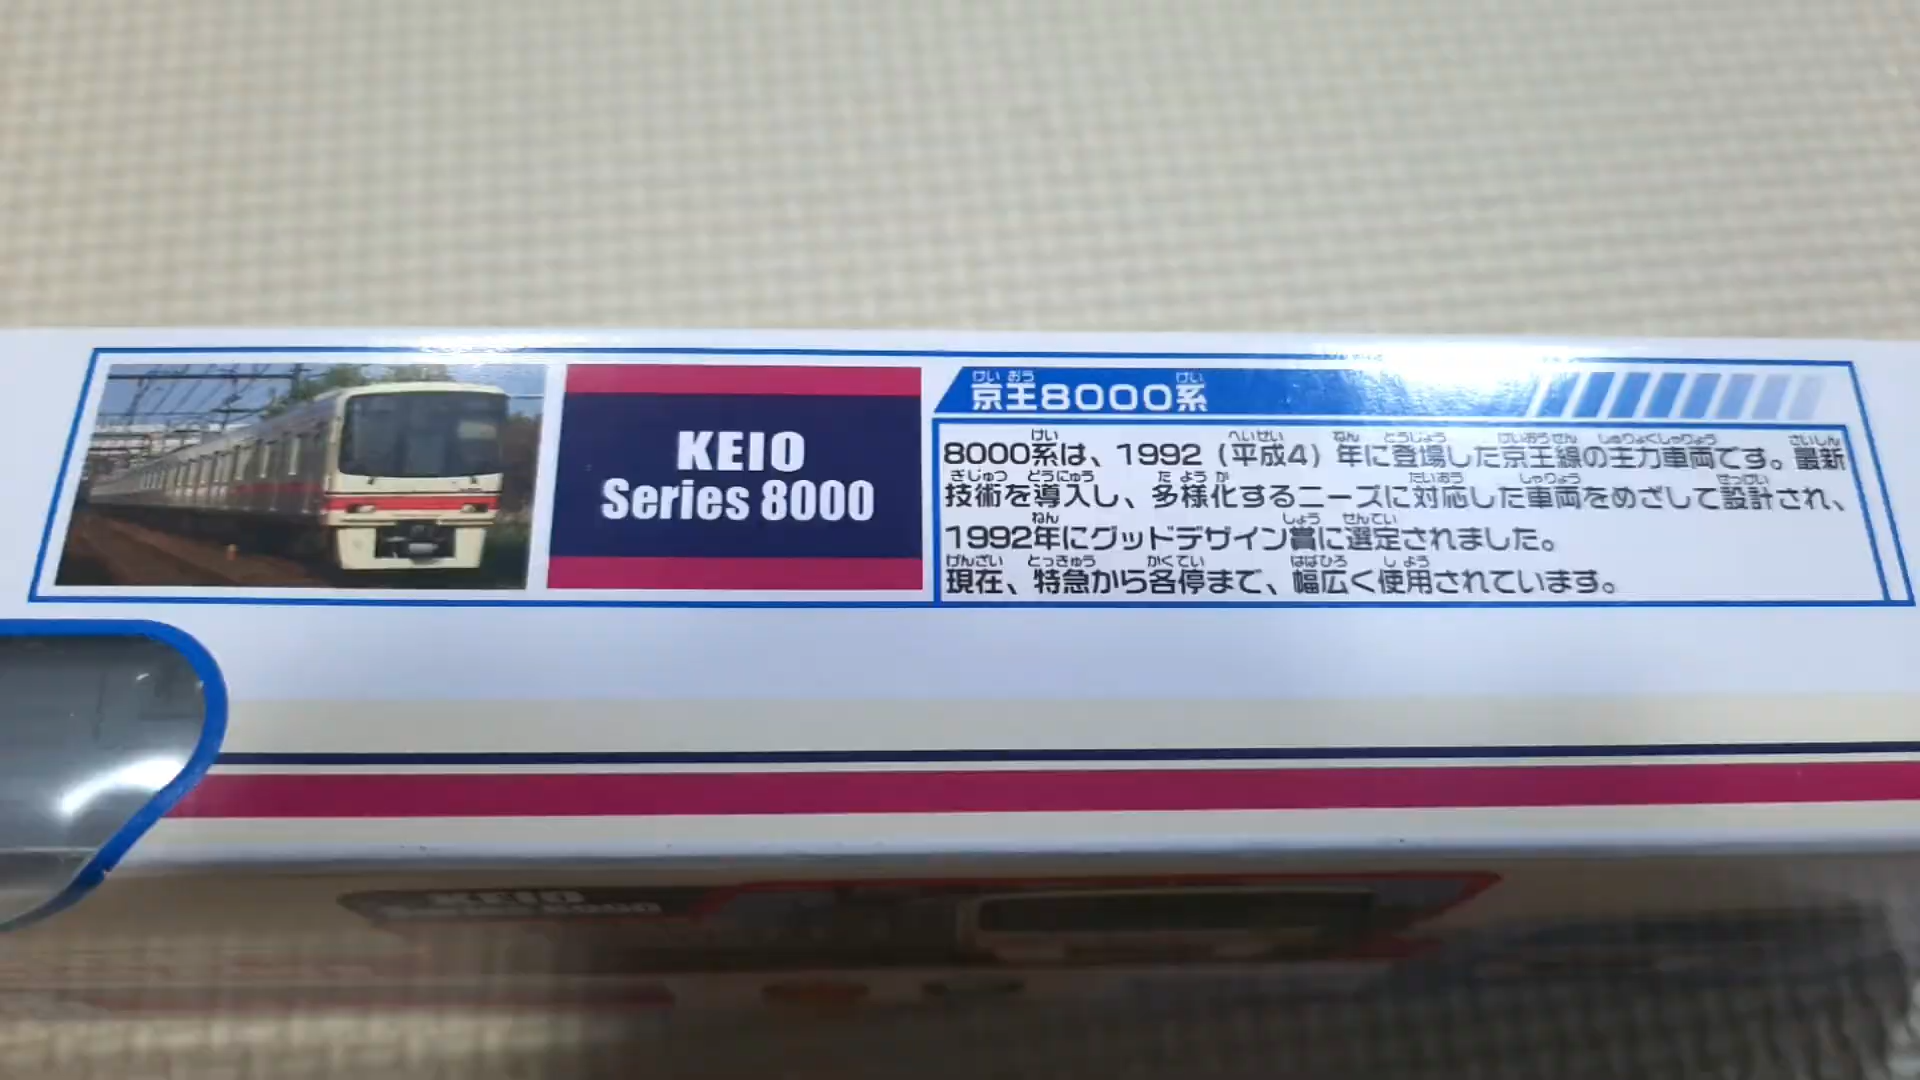 KEIO
Series 8000
京王8000系
8000系は、1992（平成4）年に登場した京王線の主力車両です。最新
技術を導入し、多様化するニーズに対応した車両をめざして設計され、
1992年にグッドデザイン賞に選定されました。
現在、特急から各停まで、幅広く使用されています。
KEIO
Series 8000